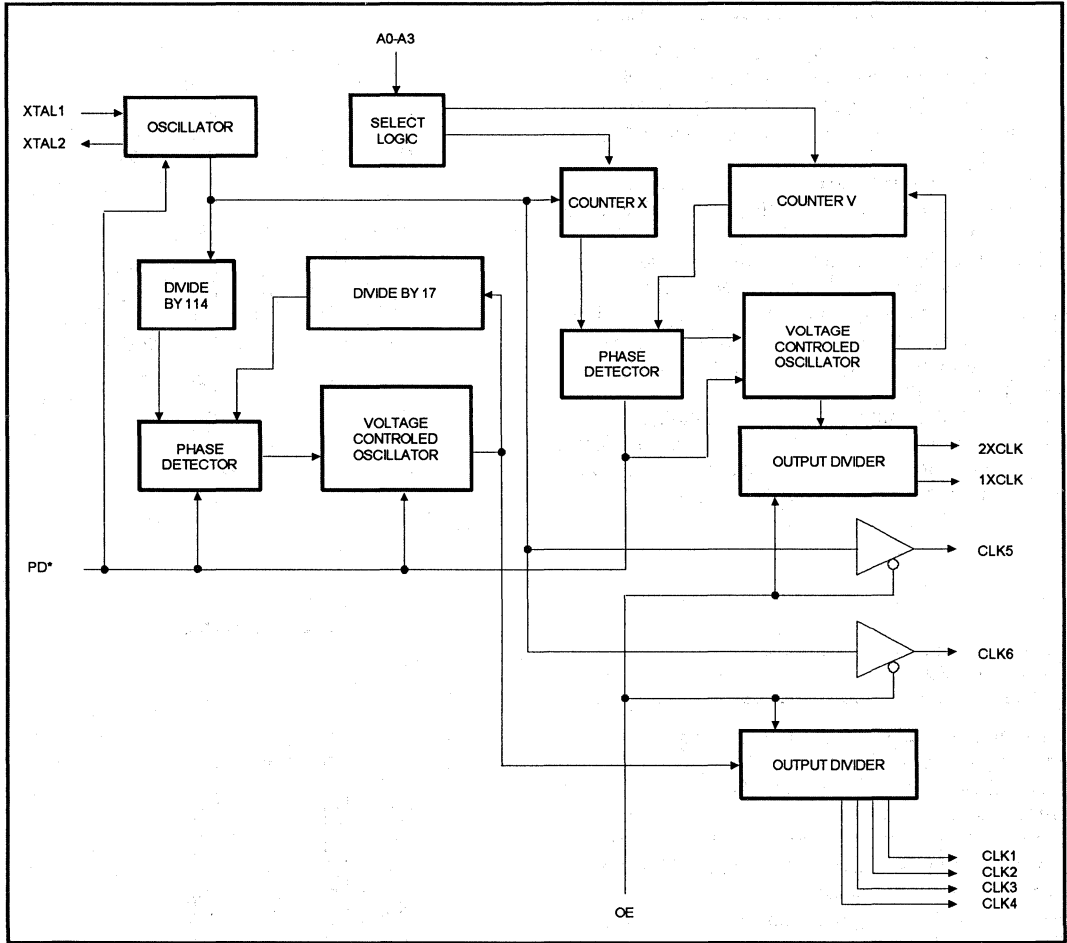 A0-A3
XTAL1
XTAL2
OSCILLATOR
SELECT
LOGIC
COUNTER X
COUNTER V
DIVIDE
BY 114
DIVIDE BY 17
PHASE
DETECTOR
VOLTAGE
CONTROLED
OSCILLATOR
PHASE
DETECTOR
VOLTAGE
CONTROLED
OSCILLATOR
OUTPUT DIVIDER
2XCLK
1XCLK
PD*
CLK5
CLK6
OUTPUT DIVIDER
CLK1
CLK2
CLK3
CLK4
OE